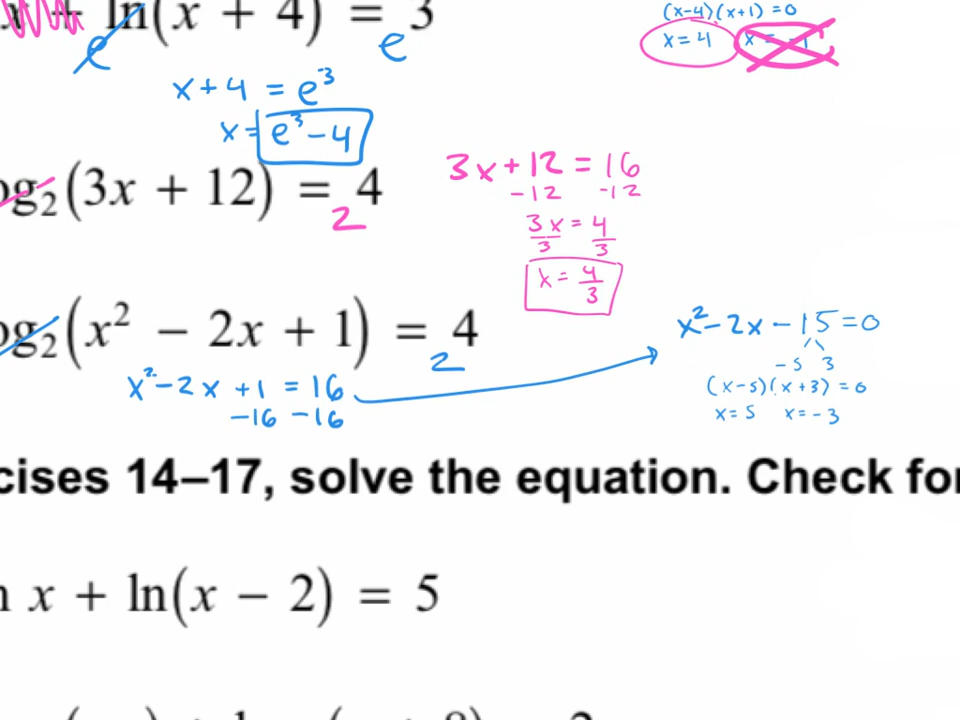 ln(x + 4) = 3
e e
x + 4 = e³
x = e³ - 4
(x-4)(x+1) = 0
x = 4 x = -1
og₂(3x + 12) = 4
2
3x + 12 = 16
-12 -12
3x/3 = 4/3
x = 4/3
og₂(x² − 2x + 1) = 4
2
x² - 2x + 1 = 16
-16 -16
x² - 2x - 15 = 0
-5 3
(x-5)(x+3) = 0
x = 5 x = -3
cises 14–17, solve the equation. Check for
x + ln(x − 2) = 5